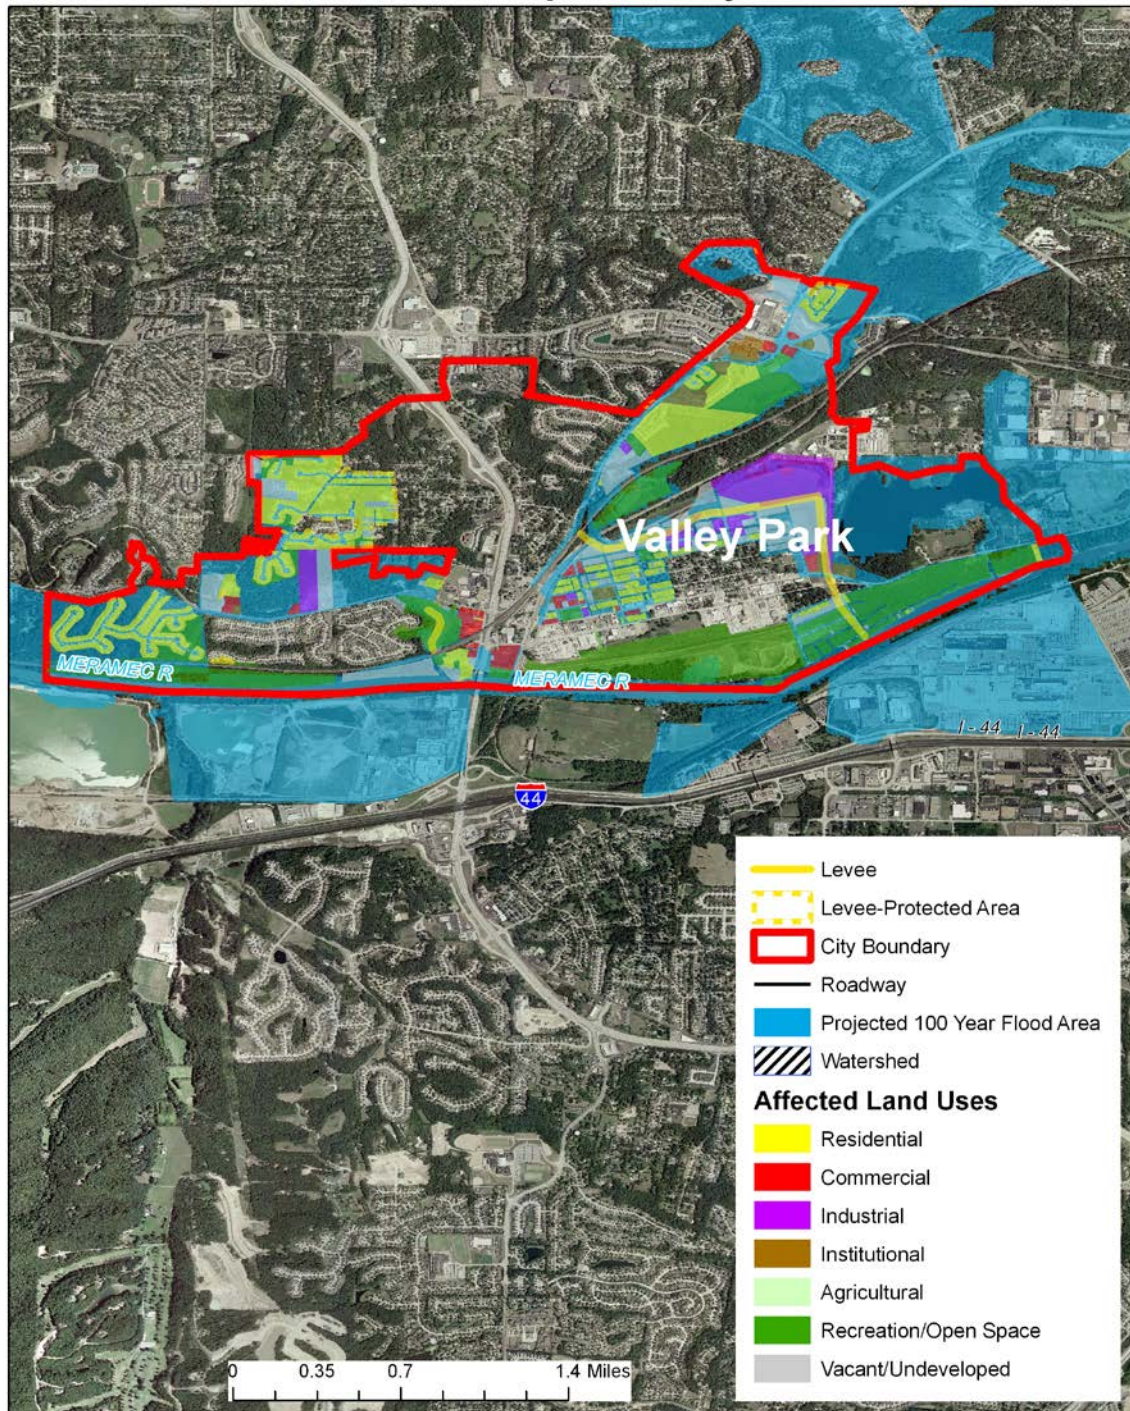 Valley Park
MERAMEC R
MERAMEC R
I - 44 I - 44
44
Levee
Levee-Protected Area
City Boundary
Roadway
Projected 100 Year Flood Area
Watershed
Affected Land Uses
Residential
Commercial
Industrial
Institutional
Agricultural
Recreation/Open Space
Vacant/Undeveloped
0 0.35 0.7 1.4 Miles